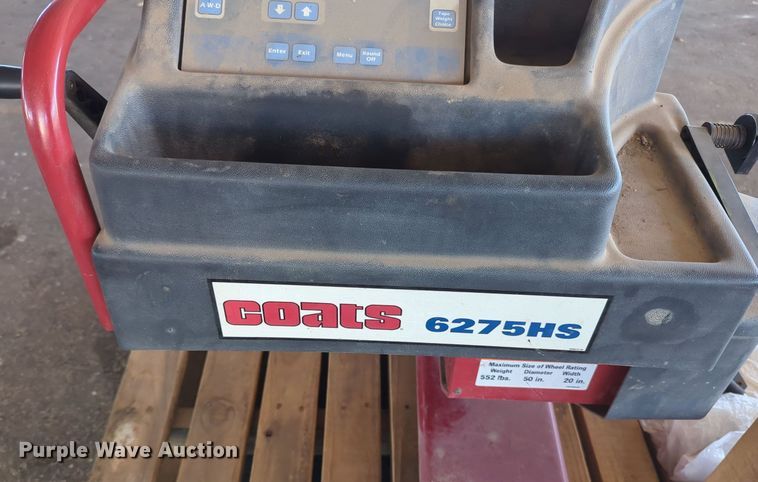 A-W-D
Tape Weight Choice
Enter Exit Menu Round Off
coats 6275HS
Maximum Size of Wheel Rating
Weight Diameter Width
552 lbs. 50 in. 20 in.
Purple Wave Auction